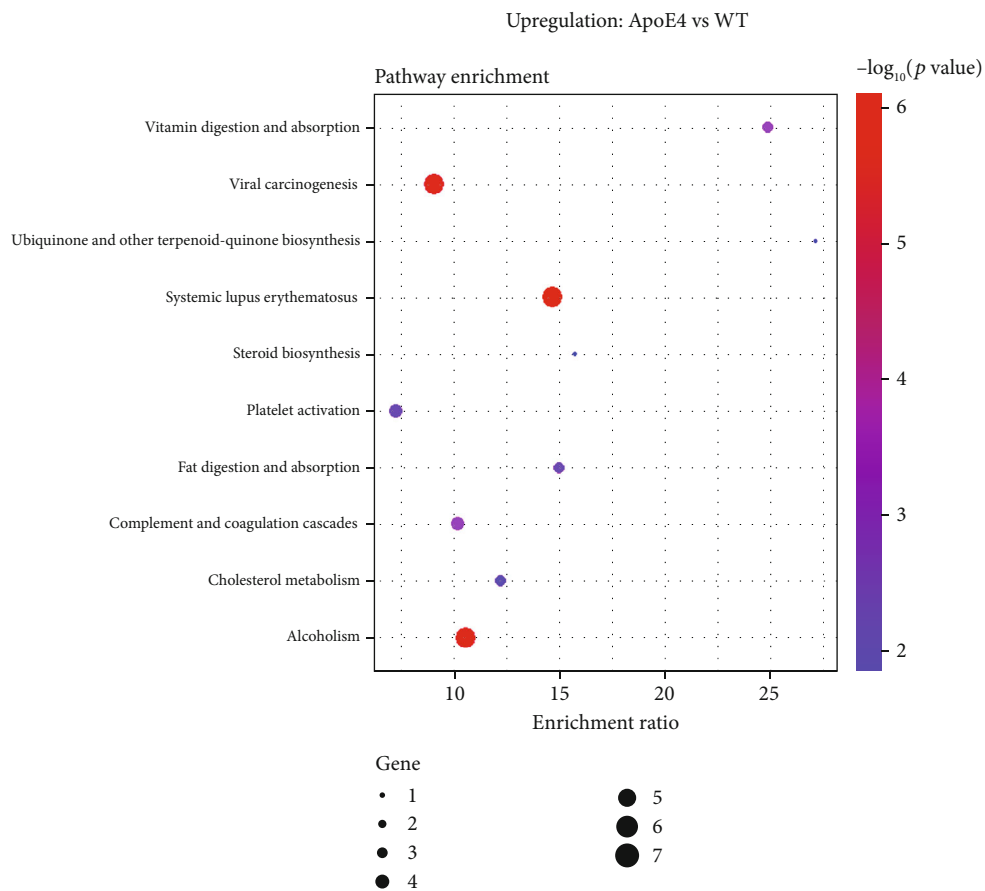 Upregulation: ApoE4 vs WT
Pathway enrichment
–log₁₀(p value)
Vitamin digestion and absorption
Viral carcinogenesis
Ubiquinone and other terpenoid-quinone biosynthesis
Systemic lupus erythematosus
Steroid biosynthesis
Platelet activation
Fat digestion and absorption
Complement and coagulation cascades
Cholesterol metabolism
Alcoholism
6
5
4
3
2
10 15 20 25
Enrichment ratio
Gene
1
2
3
4
5
6
7